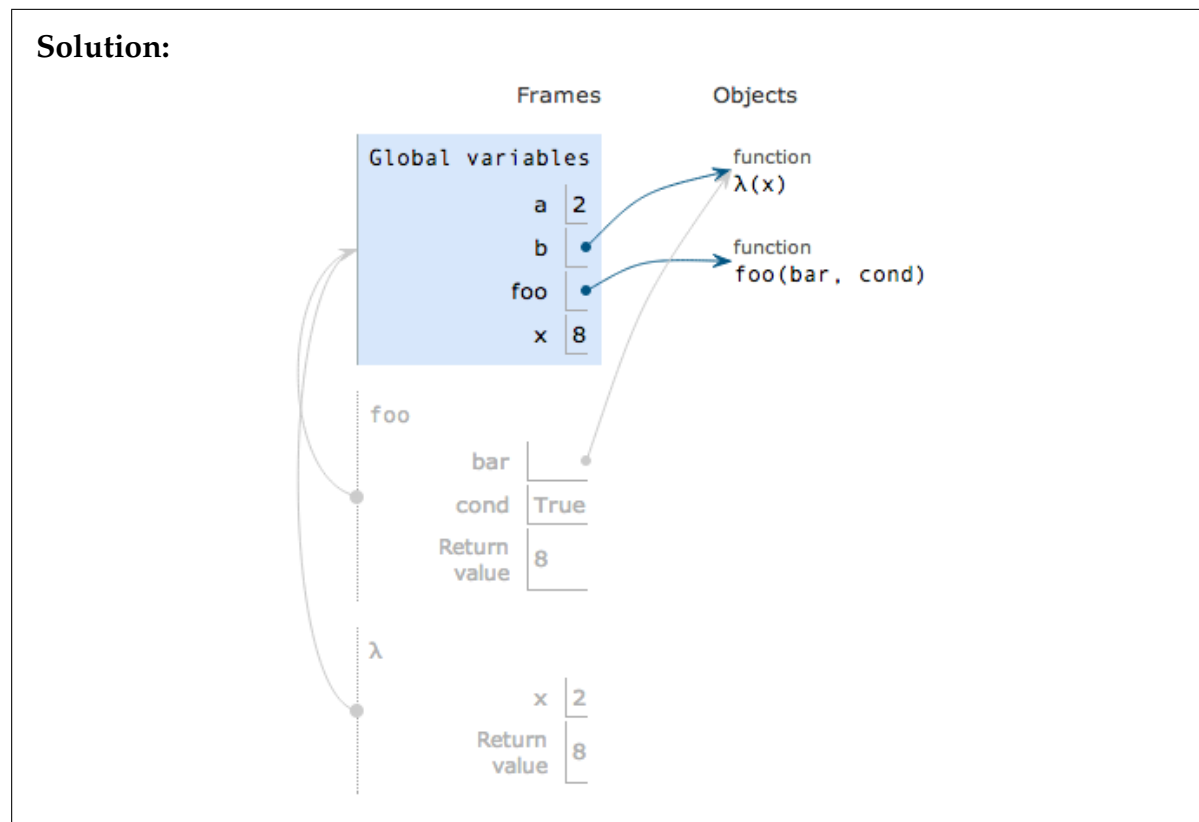 Solution:
Frames Objects
Global variables
a 2
b
foo
x 8
function
λ(x)
function
foo(bar, cond)
foo
bar
cond True
Return
value 8
λ
x 2
Return
value 8